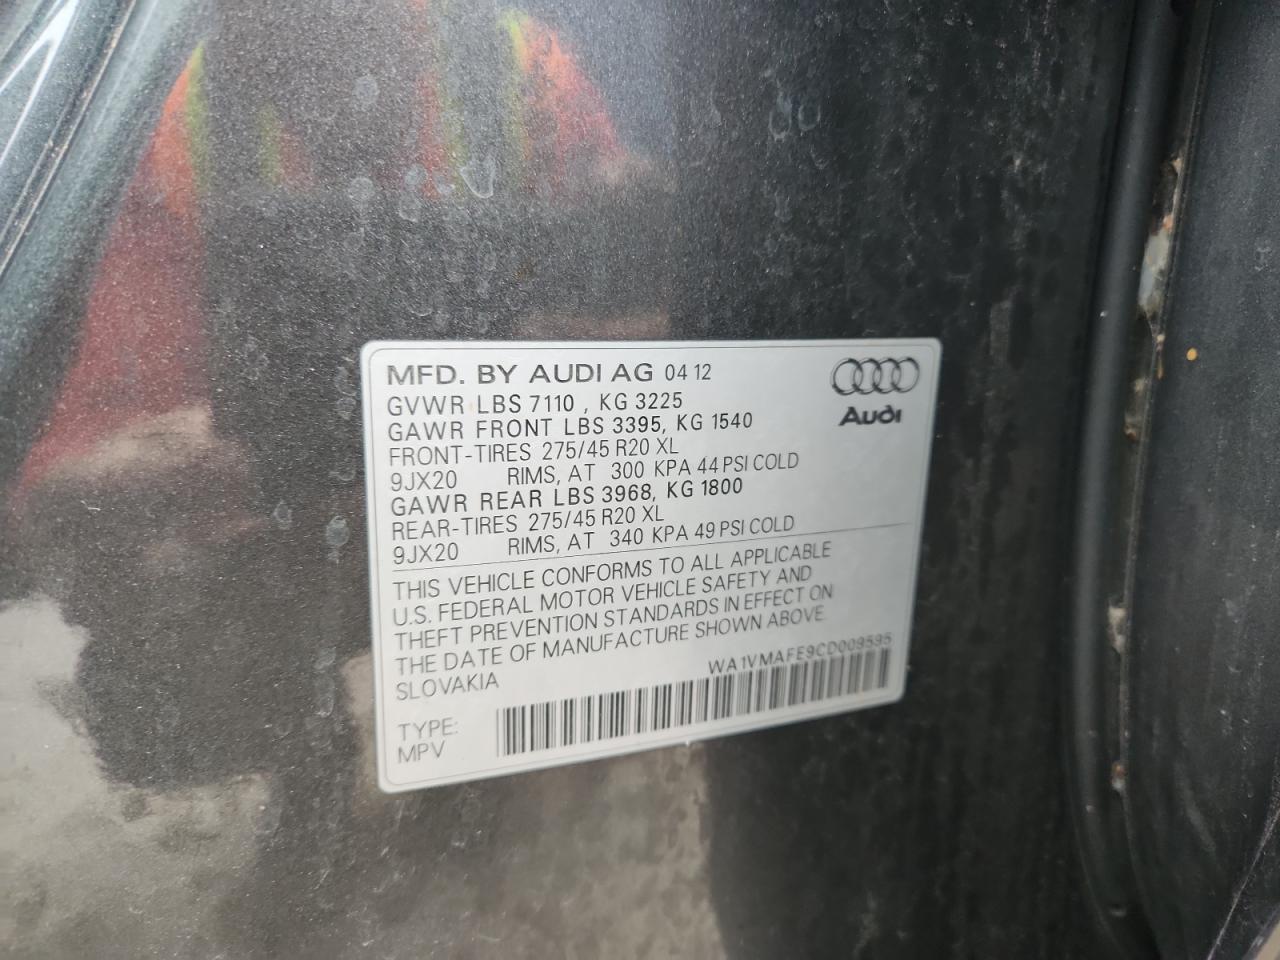 MFD. BY AUDI AG 04 12
GVWR LBS 7110 , KG 3225
GAWR FRONT LBS 3395, KG 1540
FRONT-TIRES 275/45 R20 XL
9JX20 RIMS, AT 300 KPA 44 PSI COLD
GAWR REAR LBS 3968, KG 1800
REAR-TIRES 275/45 R20 XL
9JX20 RIMS, AT 340 KPA 49 PSI COLD
Audi
THIS VEHICLE CONFORMS TO ALL APPLICABLE
U.S. FEDERAL MOTOR VEHICLE SAFETY AND
THEFT PREVENTION STANDARDS IN EFFECT ON
THE DATE OF MANUFACTURE SHOWN ABOVE.
SLOVAKIA
WA1VMAFE9CD009595
TYPE:
MPV